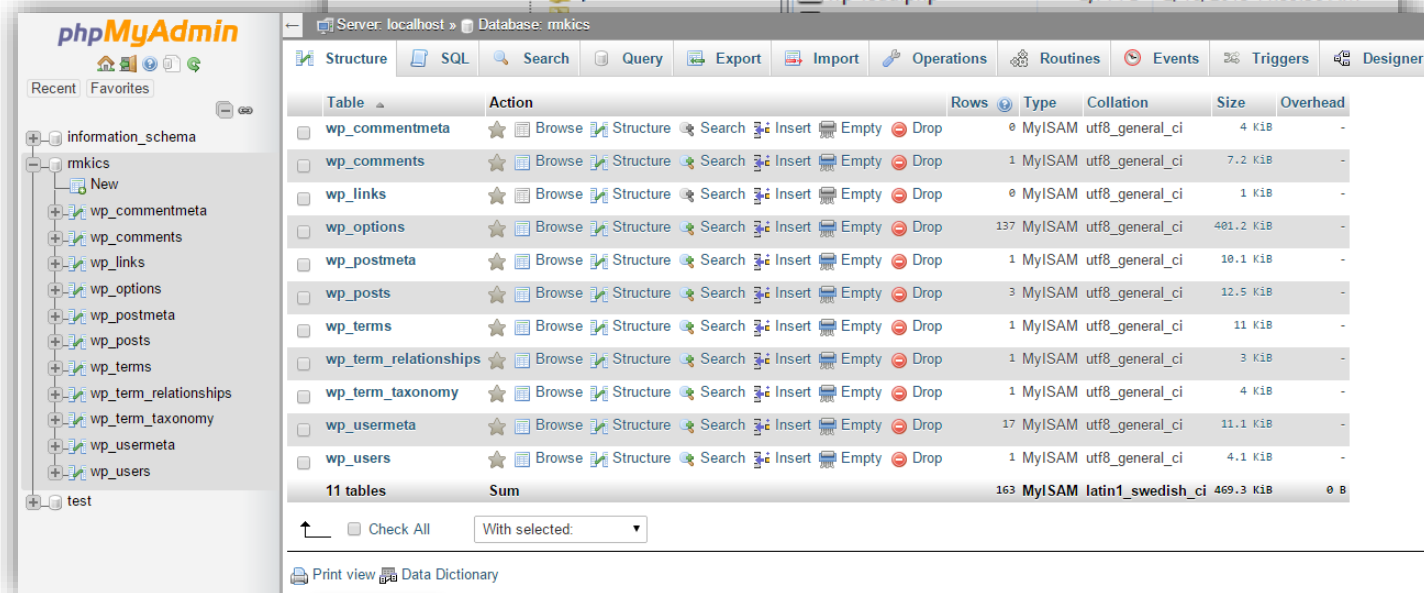 phpMyAdmin
Recent Favorites
information_schema
rmkics
New
wp_commentmeta
wp_comments
wp_links
wp_options
wp_postmeta
wp_posts
wp_terms
wp_term_relationships
wp_term_taxonomy
wp_usermeta
wp_users
test
Server: localhost » Database: rmkics
Structure SQL Search Query Export Import Operations Routines Events Triggers Designer
Table Action Rows Type Collation Size Overhead
wp_commentmeta Browse Structure Search Insert Empty Drop 0 MyISAM utf8_general_ci 4 KiB -
wp_comments Browse Structure Search Insert Empty Drop 1 MyISAM utf8_general_ci 7.2 KiB -
wp_links Browse Structure Search Insert Empty Drop 0 MyISAM utf8_general_ci 1 KiB -
wp_options Browse Structure Search Insert Empty Drop 137 MyISAM utf8_general_ci 401.2 KiB -
wp_postmeta Browse Structure Search Insert Empty Drop 1 MyISAM utf8_general_ci 10.1 KiB -
wp_posts Browse Structure Search Insert Empty Drop 3 MyISAM utf8_general_ci 12.5 KiB -
wp_terms Browse Structure Search Insert Empty Drop 1 MyISAM utf8_general_ci 11 KiB -
wp_term_relationships Browse Structure Search Insert Empty Drop 1 MyISAM utf8_general_ci 3 KiB -
wp_term_taxonomy Browse Structure Search Insert Empty Drop 1 MyISAM utf8_general_ci 4 KiB -
wp_usermeta Browse Structure Search Insert Empty Drop 17 MyISAM utf8_general_ci 11.1 KiB -
wp_users Browse Structure Search Insert Empty Drop 1 MyISAM utf8_general_ci 4.1 KiB -
11 tables Sum 163 MyISAM latin1_swedish_ci 469.3 KiB 0 B
Check All With selected:
Print view Data Dictionary